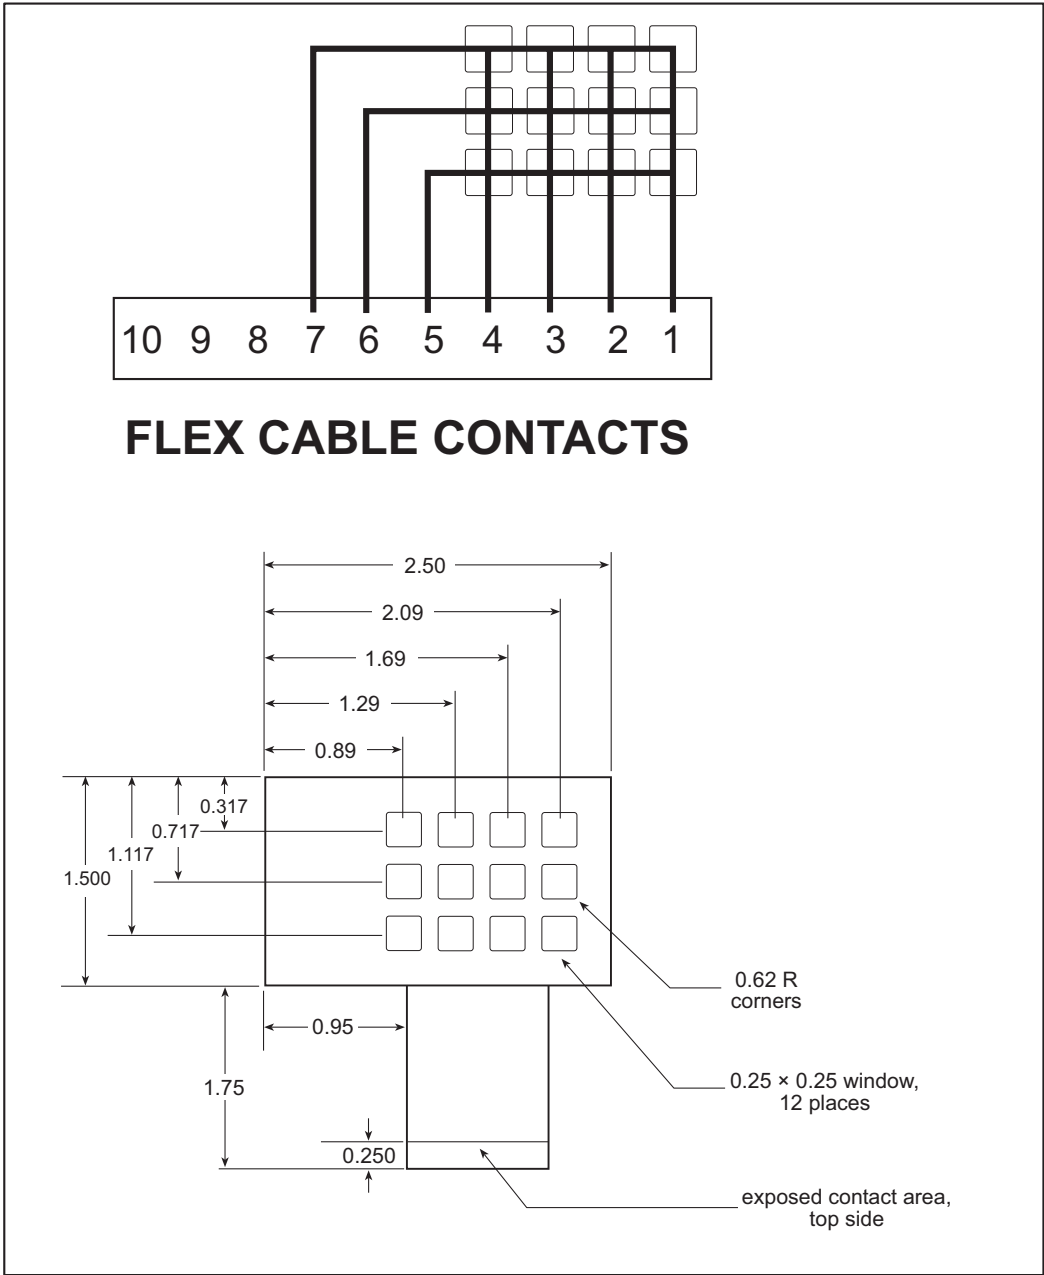 10 9 8 7 6 5 4 3 2 1
FLEX CABLE CONTACTS
2.50
2.09
1.69
1.29
0.89
0.317
0.717
1.117
1.500
0.62 R
corners
0.95
0.25 × 0.25 window,
12 places
1.75
0.250
exposed contact area,
top side